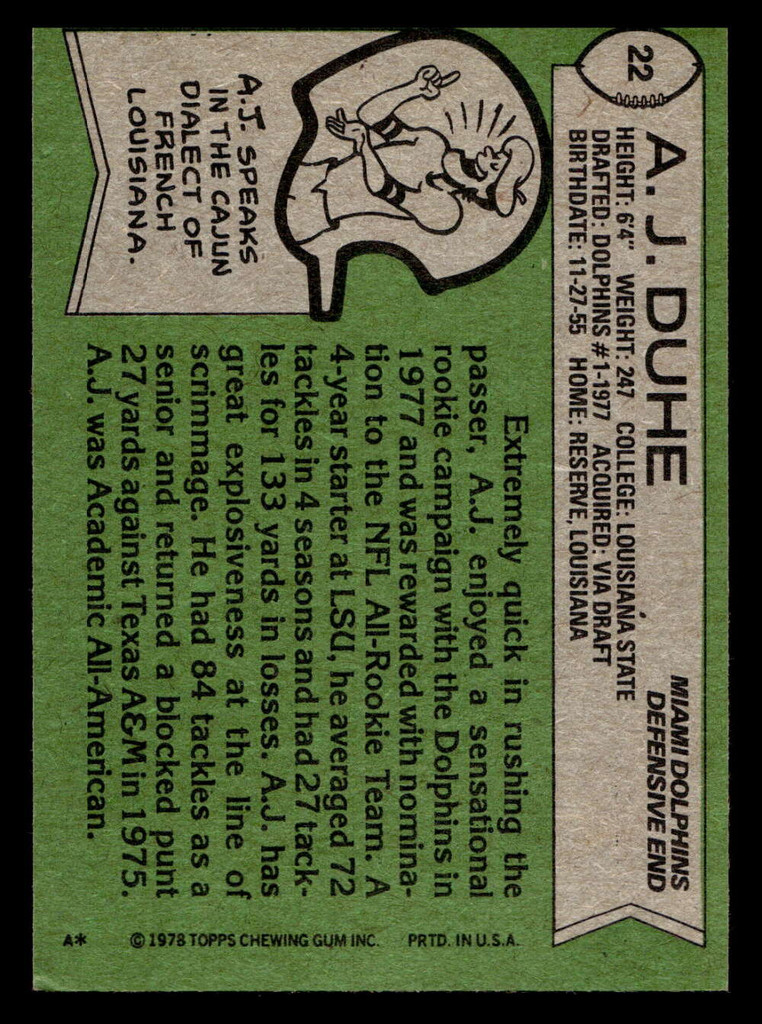 22
A. J. DUHE
MIAMI DOLPHINS
DEFENSIVE END
HEIGHT: 6'4" WEIGHT: 247 COLLEGE: LOUISIANA STATE
DRAFTED: DOLPHINS #1-1977 ACQUIRED: VIA DRAFT
BIRTHDATE: 11-27-55 HOME: RESERVE, LOUISIANA
A.J. SPEAKS
IN THE CAJUN
DIALECT OF
FRENCH
LOUISIANA.
Extremely quick in rushing the
passer, A.J. enjoyed a sensational
rookie campaign with the Dolphins in
1977 and was rewarded with nomina-
tion to the NFL All-Rookie Team. A
4-year starter at LSU, he averaged 72
tackles in 4 seasons and had 27 tack-
les for 133 yards in losses. A.J. has
great explosiveness at the line of
scrimmage. He had 84 tackles as a
senior and returned a blocked punt
27 yards against Texas A&M in 1975.
A.J. was Academic All-American.
A* © 1978 TOPPS CHEWING GUM INC. PRTD. IN U.S.A.